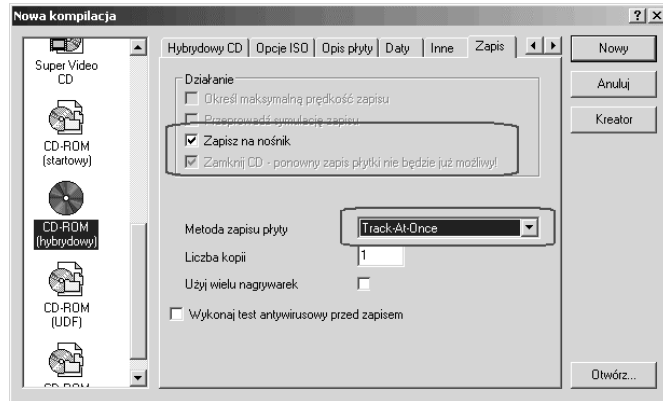 Nowa kompilacja
Super Video
CD
CD-ROM
(startowy)
CD-ROM
(hybrydowy)
CD-ROM
(UDF)
CD-ROM
Hybrydowy CD
Opcje ISO
Opis płyty
Daty
Inne
Zapis
Działanie
Określ maksymalną prędkość zapisu
Przeprowadź symulację zapisu
Zapisz na nośnik
Zamknij CD - ponowny zapis płytki nie będzie już możliwy!
Metoda zapisu płyty
Track-At-Once
Liczba kopii
1
Użyj wielu nagrywarek
Wykonaj test antywirusowy przed zapisem
Nowy
Anuluj
Kreator
Otwórz...